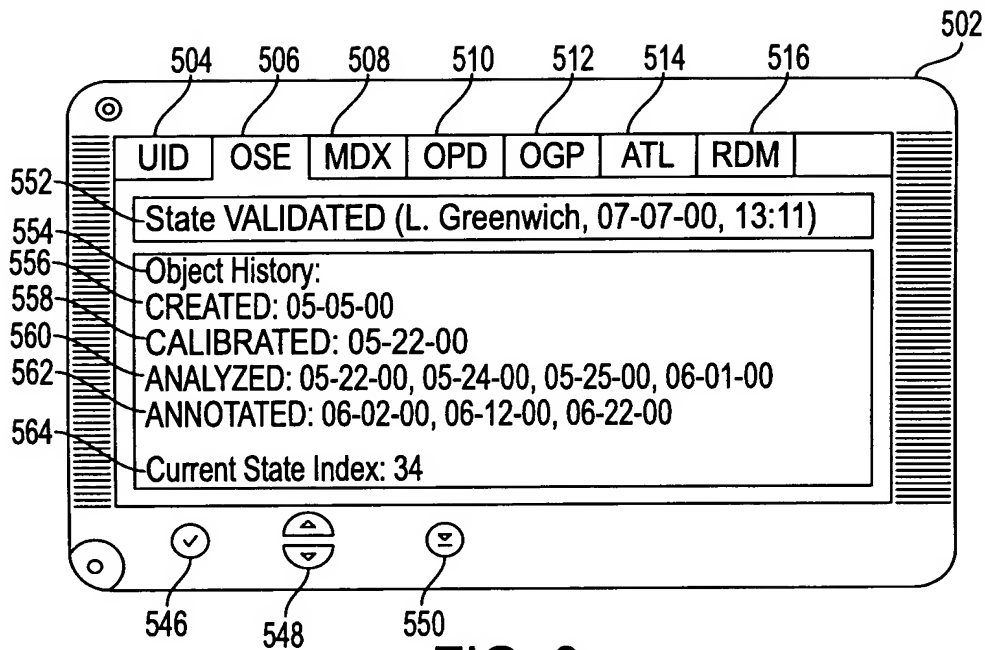 502
504 506 508 510 512 514 516
UID OSE MDX OPD OGP ATL RDM
552 State VALIDATED (L. Greenwich, 07-07-00, 13:11)
554 Object History:
556 CREATED: 05-05-00
558 CALIBRATED: 05-22-00
560 ANALYZED: 05-22-00, 05-24-00, 05-25-00, 06-01-00
562 ANNOTATED: 06-02-00, 06-12-00, 06-22-00
564 Current State Index: 34
546 548 550